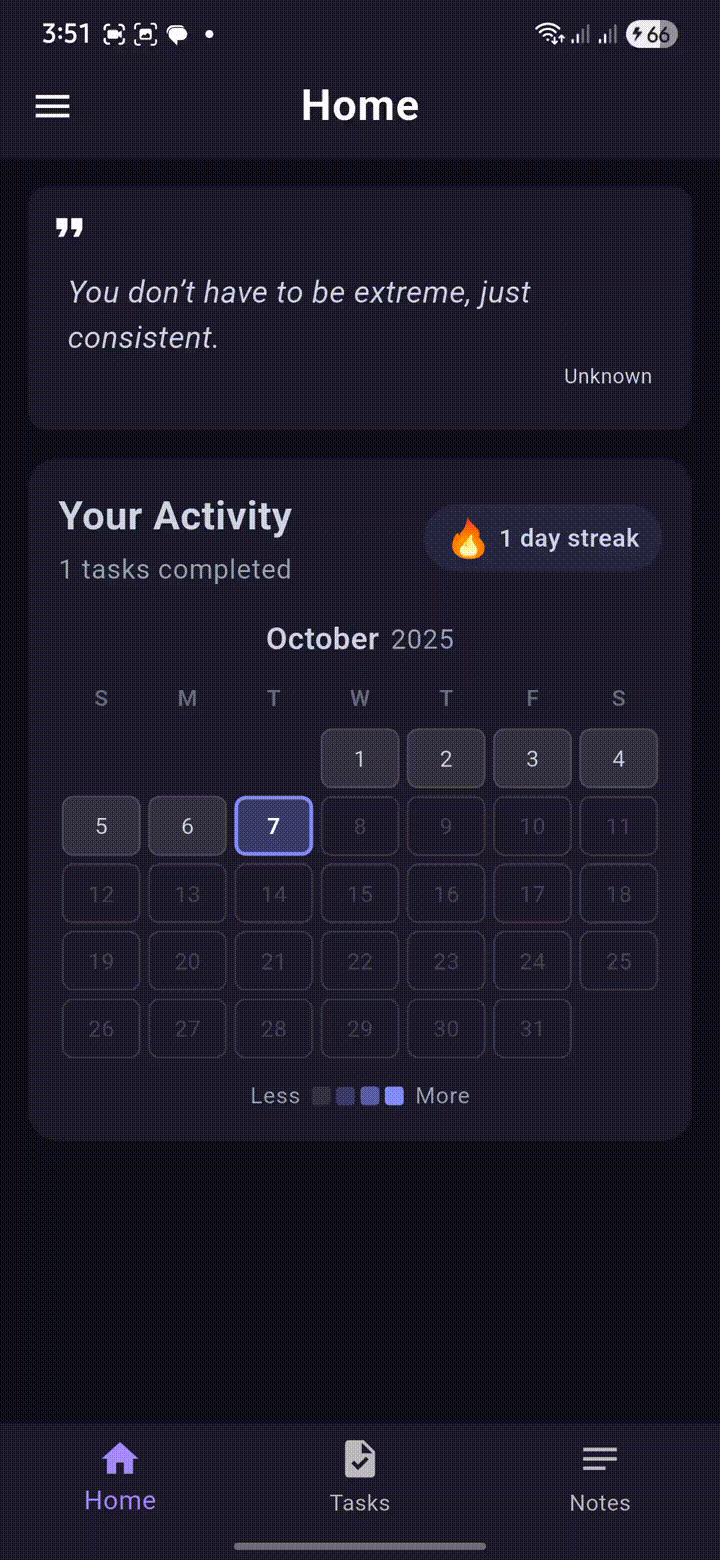 3:51
66
Home
”
You don’t have to be extreme, just
consistent.
Unknown
Your Activity
1 day streak
1 tasks completed
October 2025
S M T W T F S
1 2 3 4
5 6 7 8 9 10 11
12 13 14 15 16 17 18
19 20 21 22 23 24 25
26 27 28 29 30 31
Less More
Home Tasks Notes